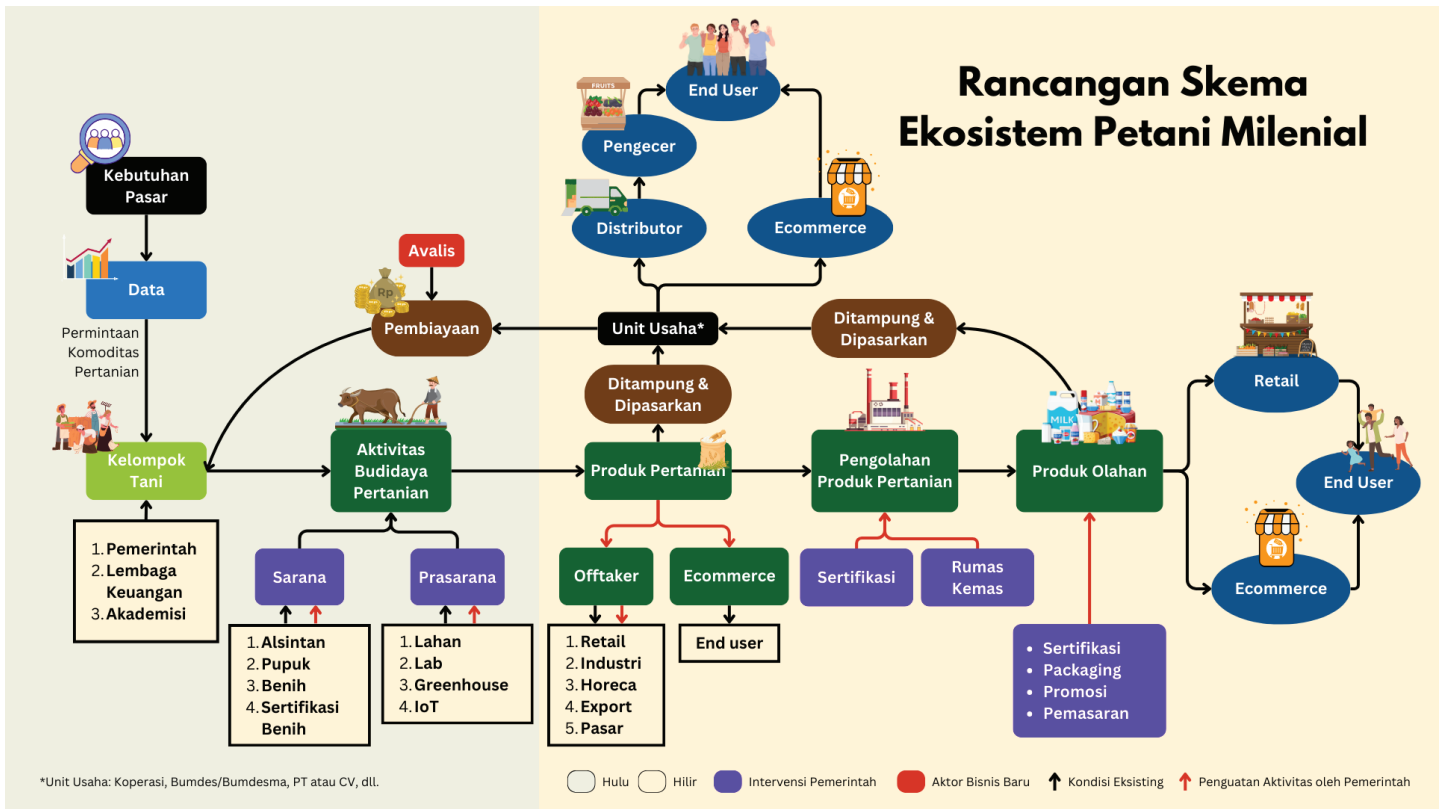 Rancangan Skema
Ekosistem Petani Milenial
Kebutuhan
Pasar
Data
Permintaan
Komoditas
Pertanian
Kelompok
Tani
1. Pemerintah
2. Lembaga
Keuangan
3. Akademisi
Avalis
Rp
Pembiayaan
Aktivitas
Budidaya
Pertanian
Sarana
Prasarana
1. Alsintan
2. Pupuk
3. Benih
4. Sertifikasi
Benih
1. Lahan
2. Lab
3. Greenhouse
4. IoT
End User
FRUITS
Pengecer
Distributor
Ecommerce
Unit Usaha*
Ditampung &
Dipasarkan
Ditampung &
Dipasarkan
Produk Pertanian
Offtaker
Ecommerce
1. Retail
2. Industri
3. Horeca
4. Export
5. Pasar
End user
Pengolahan
Produk Pertanian
Sertifikasi
Rumas
Kemas
MILK
Produk Olahan
• Sertifikasi
• Packaging
• Promosi
• Pemasaran
Retail
End User
Ecommerce
*Unit Usaha: Koperasi, Bumdes/Bumdesma, PT atau CV, dll.
Hulu
Hilir
Intervensi Pemerintah
Aktor Bisnis Baru
Kondisi Eksisting
Penguatan Aktivitas oleh Pemerintah